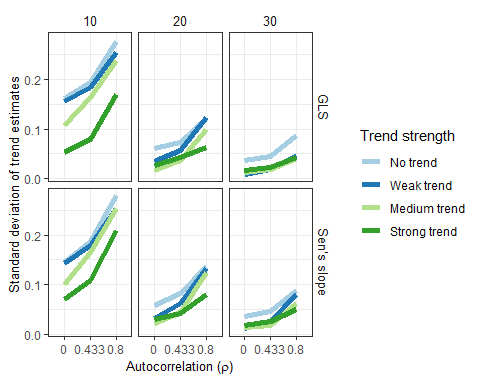 10 20 30
Standard deviation of trend estimates
0.2
0.1
0.0
GLS
0.2
0.1
0.0
Sen's slope
0 0.433 0.8 0 0.433 0.8 0 0.433 0.8
Autocorrelation (ρ)
Trend strength
No trend
Weak trend
Medium trend
Strong trend